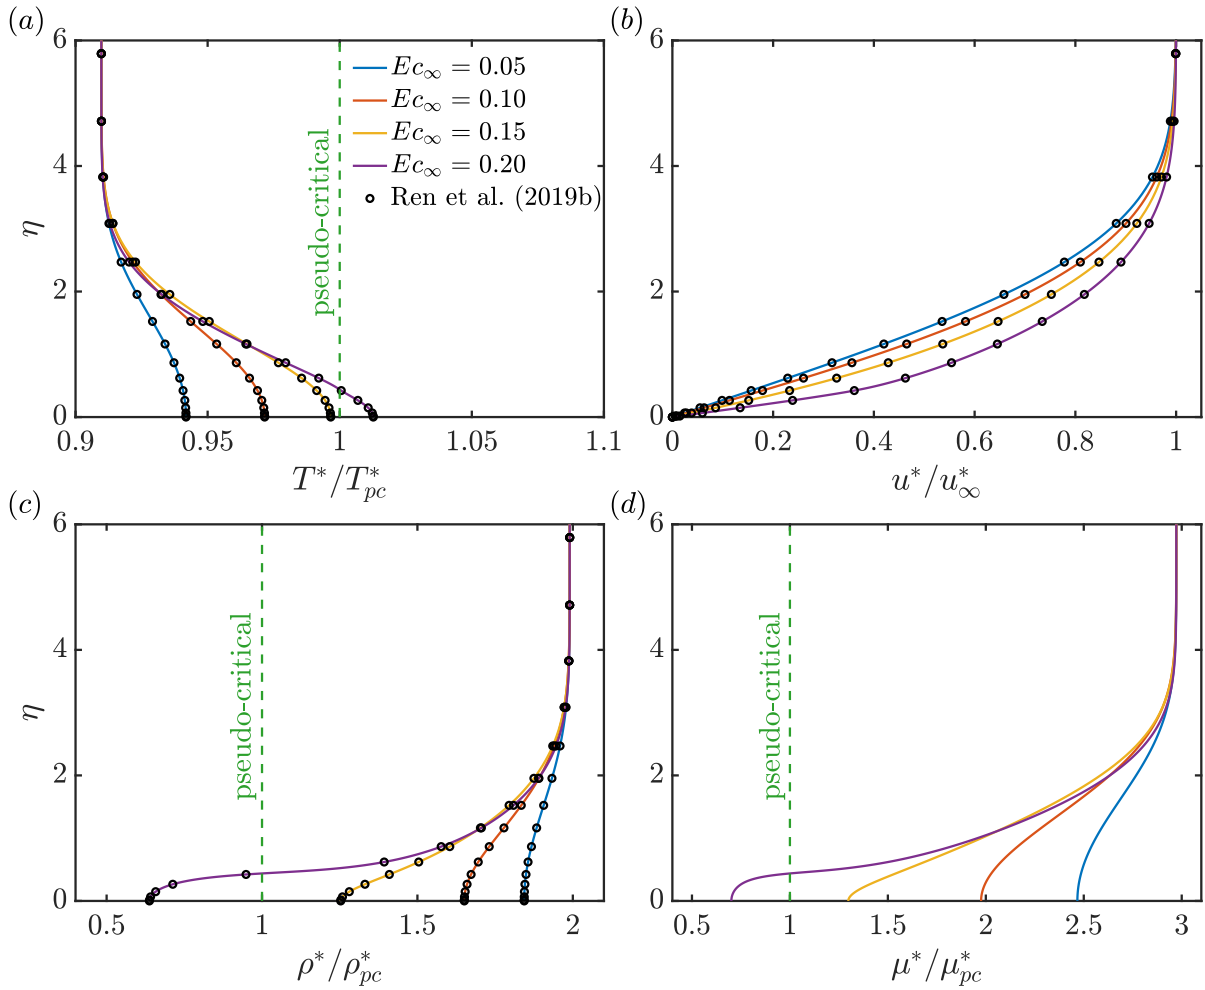 (a)
6
4
2
0
η
0.9
0.95
1
1.05
1.1
T*/T*pc
pseudo-critical
Ec∞ = 0.05
Ec∞ = 0.10
Ec∞ = 0.15
Ec∞ = 0.20
Ren et al. (2019b)
(b)
6
4
2
0
0
0.2
0.4
0.6
0.8
1
u*/u*∞
(c)
6
4
2
0
η
0.5
1
1.5
2
ρ*/ρ*pc
pseudo-critical
(d)
6
4
2
0
0.5
1
1.5
2
2.5
3
μ*/μ*pc
pseudo-critical